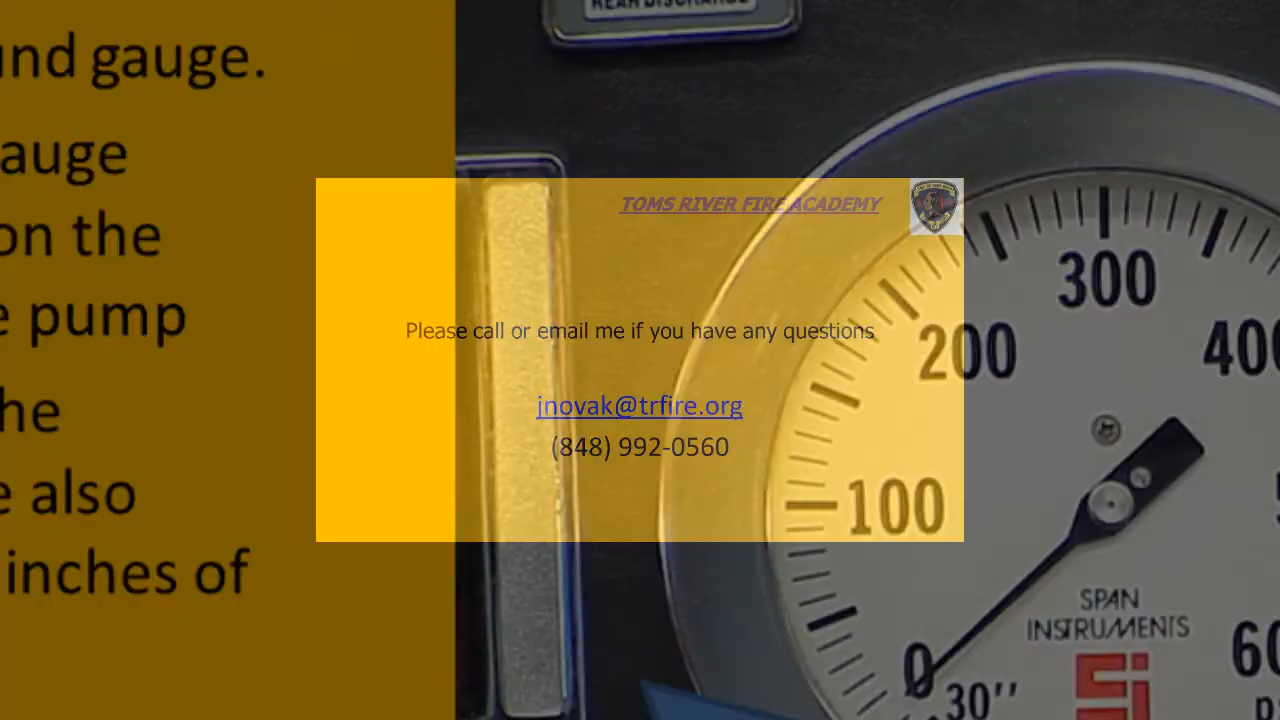 REAR DISCHARGE
und gauge.
auge
on the
e pump
he
e also
inches of
TOMS RIVER FIRE ACADEMY
Please call or email me if you have any questions
jnovak@trfire.org
(848) 992-0560
300
200
400
100
0
30''
SPAN
INSTRUMENTS
Si